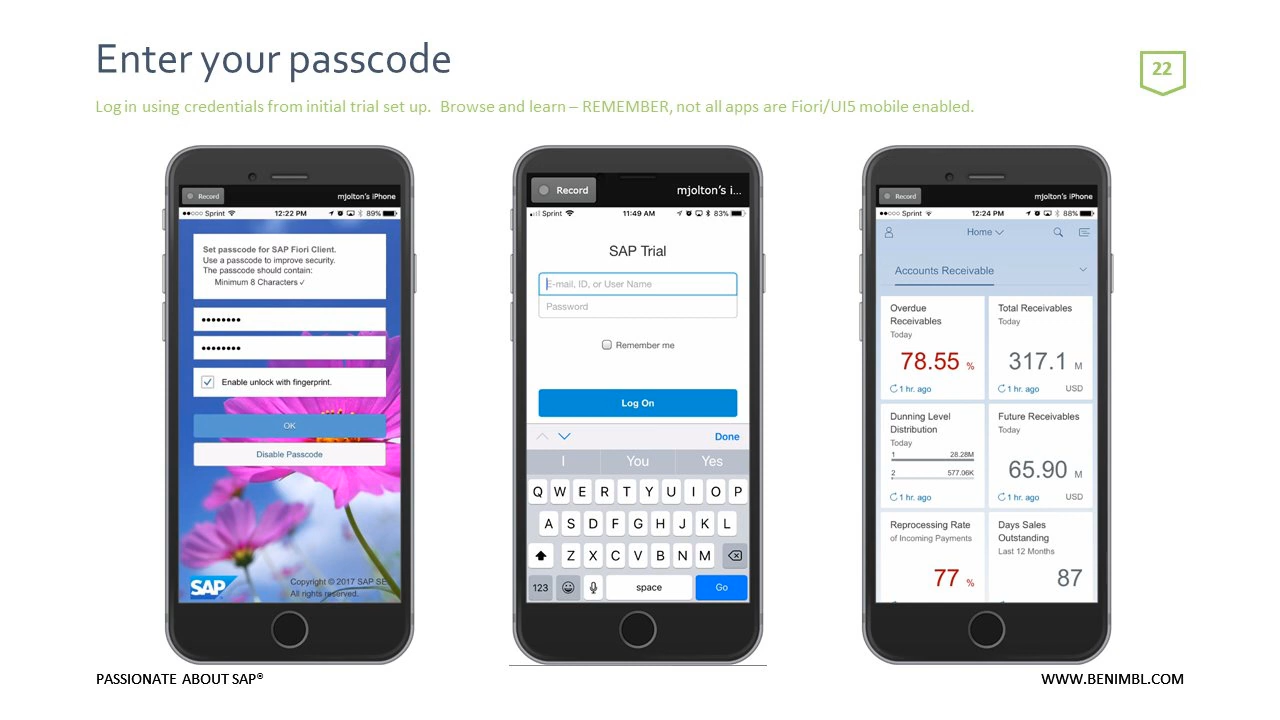 Enter your passcode
22
Log in using credentials from initial trial set up.  Browse and learn – REMEMBER, not all apps are Fiori/UI5 mobile enabled.
Record
mjolton's iPhone
Sprint 12:22 PM 89%
Set passcode for SAP Fiori Client.
Use a passcode to improve security.
The passcode should contain:
Minimum 8 Characters ✓
••••••••
••••••••
Enable unlock with fingerprint.
OK
Disable Passcode
SAP
Copyright © 2017 SAP SE
All rights reserved.
Record
mjolton's i...
Sprint 11:49 AM 83%
SAP Trial
E-mail, ID, or User Name
Password
Remember me
Log On
Done
I You Yes
Q W E R T Y U I O P
A S D F G H J K L
Z X C V B N M
123 space Go
Record
mjolton's iPhone
Sprint 12:24 PM 88%
Home
Accounts Receivable
Overdue
Receivables
Today
78.55 %
1 hr. ago
Total Receivables
Today
317.1 M
1 hr. ago USD
Dunning Level
Distribution
Today
1 28.28M
2 577.06K
1 hr. ago
Future Receivables
Today
65.90 M
1 hr. ago USD
Reprocessing Rate
of Incoming Payments
77 %
Days Sales
Outstanding
Last 12 Months
87
PASSIONATE ABOUT SAP®
WWW.BENIMBL.COM